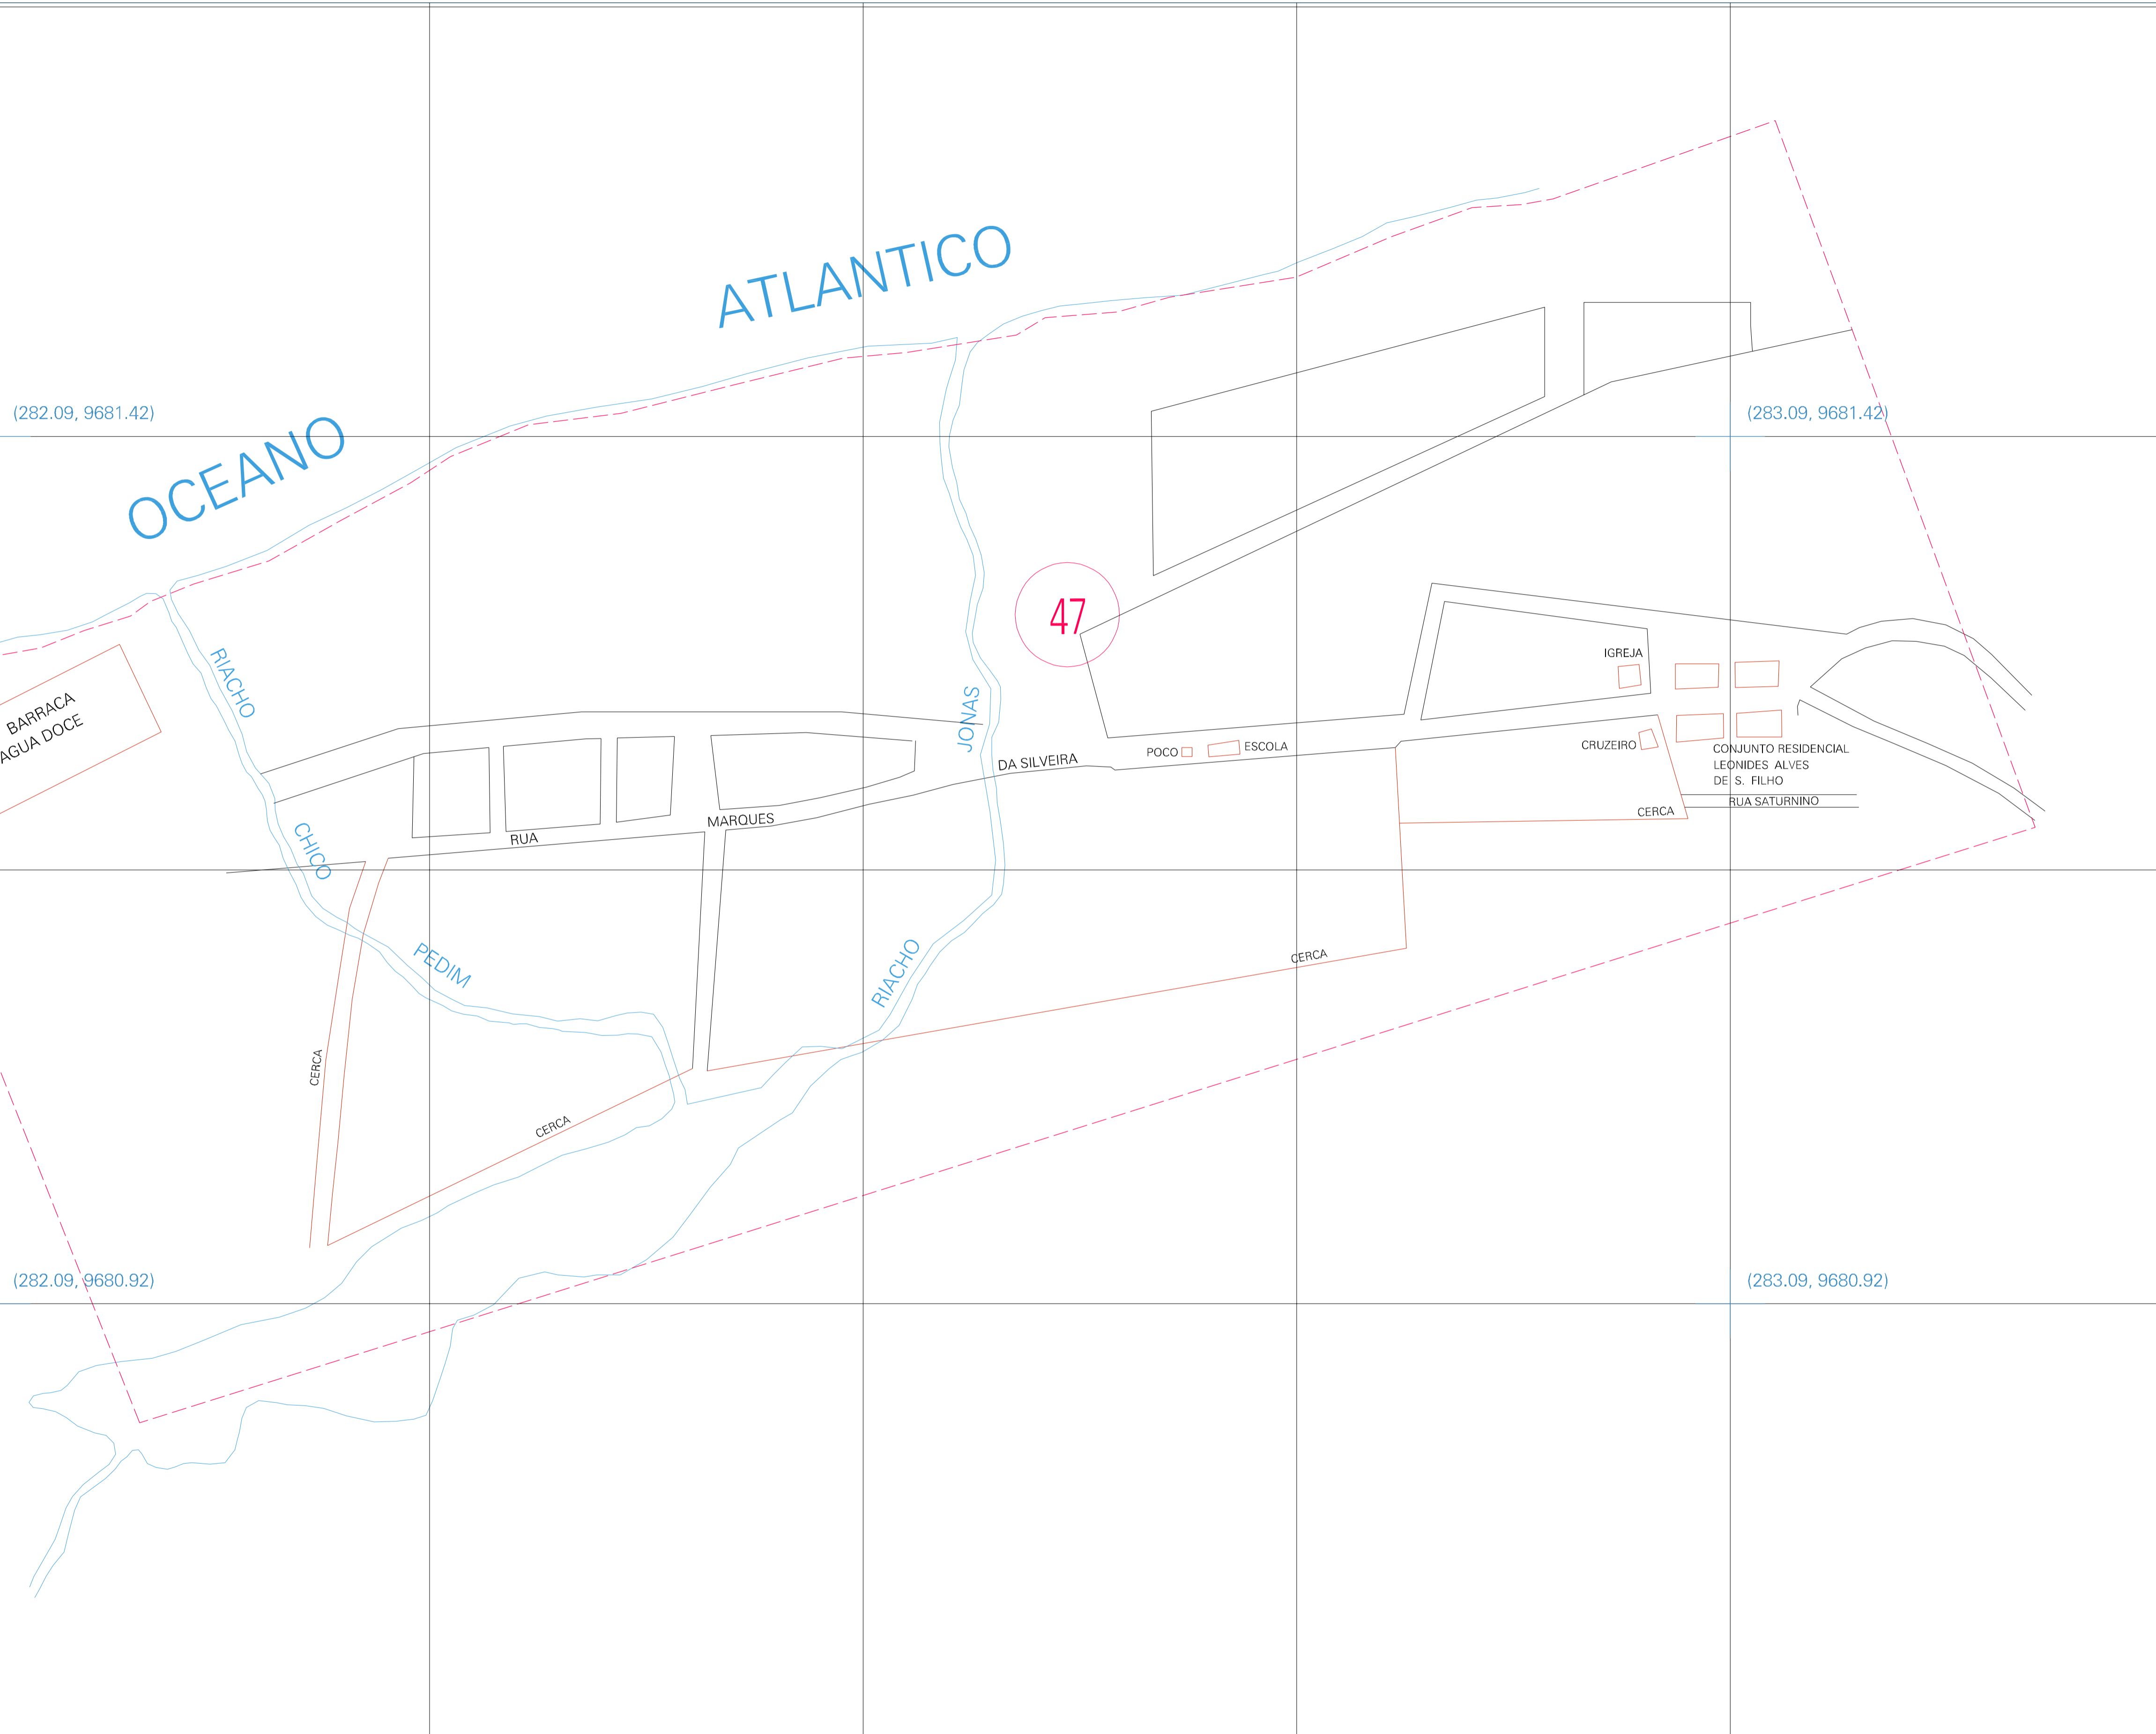 ATLANTICO
OCEANO
(282.09, 9681.42)
(283.09, 9681.42)
47
RIACHO
IGREJA
BARRACA
AGUA DOCE
JONAS
POCO
ESCOLA
CRUZEIRO
CONJUNTO RESIDENCIAL
LEONIDES ALVES
DE S. FILHO
DA SILVEIRA
RUA SATURNINO
CERCA
MARQUES
RUA
CHICO
PEDIM
RIACHO
CERCA
CERCA
CERCA
(282.09, 9680.92)
(283.09, 9680.92)